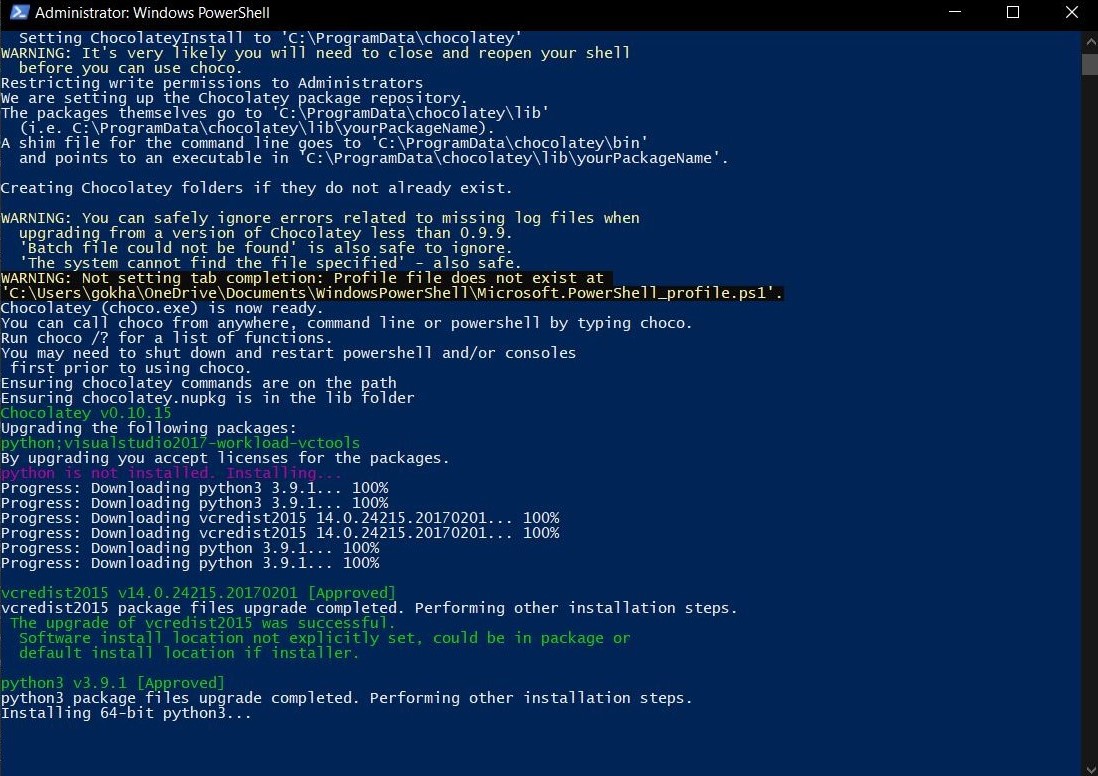 Administrator: Windows PowerShell
Setting ChocolateyInstall to 'C:\ProgramData\chocolatey'
WARNING: It's very likely you will need to close and reopen your shell
before you can use choco.
Restricting write permissions to Administrators
We are setting up the Chocolatey package repository.
The packages themselves go to 'C:\ProgramData\chocolatey\lib'
(i.e. C:\ProgramData\chocolatey\lib\yourPackageName).
A shim file for the command line goes to 'C:\ProgramData\chocolatey\bin'
and points to an executable in 'C:\ProgramData\chocolatey\lib\yourPackageName'.
Creating Chocolatey folders if they do not already exist.
WARNING: You can safely ignore errors related to missing log files when
upgrading from a version of Chocolatey less than 0.9.9.
'Batch file could not be found' is also safe to ignore.
'The system cannot find the file specified' - also safe.
WARNING: Not setting tab completion: Profile file does not exist at
'C:\Users\gokha\OneDrive\Documents\WindowsPowerShell\Microsoft.PowerShell_profile.ps1'.
Chocolatey (choco.exe) is now ready.
You can call choco from anywhere, command line or powershell by typing choco.
Run choco /? for a list of functions.
You may need to shut down and restart powershell and/or consoles
first prior to using choco.
Ensuring chocolatey commands are on the path
Ensuring chocolatey.nupkg is in the lib folder
Chocolatey v0.10.15
Upgrading the following packages:
python;visualstudio2017-workload-vctools
By upgrading you accept licenses for the packages.
python is not installed. Installing...
Progress: Downloading python3 3.9.1... 100%
Progress: Downloading python3 3.9.1... 100%
Progress: Downloading vcredist2015 14.0.24215.20170201... 100%
Progress: Downloading vcredist2015 14.0.24215.20170201... 100%
Progress: Downloading python 3.9.1... 100%
Progress: Downloading python 3.9.1... 100%
vcredist2015 v14.0.24215.20170201 [Approved]
vcredist2015 package files upgrade completed. Performing other installation steps.
The upgrade of vcredist2015 was successful.
Software install location not explicitly set, could be in package or
default install location if installer.
python3 v3.9.1 [Approved]
python3 package files upgrade completed. Performing other installation steps.
Installing 64-bit python3...